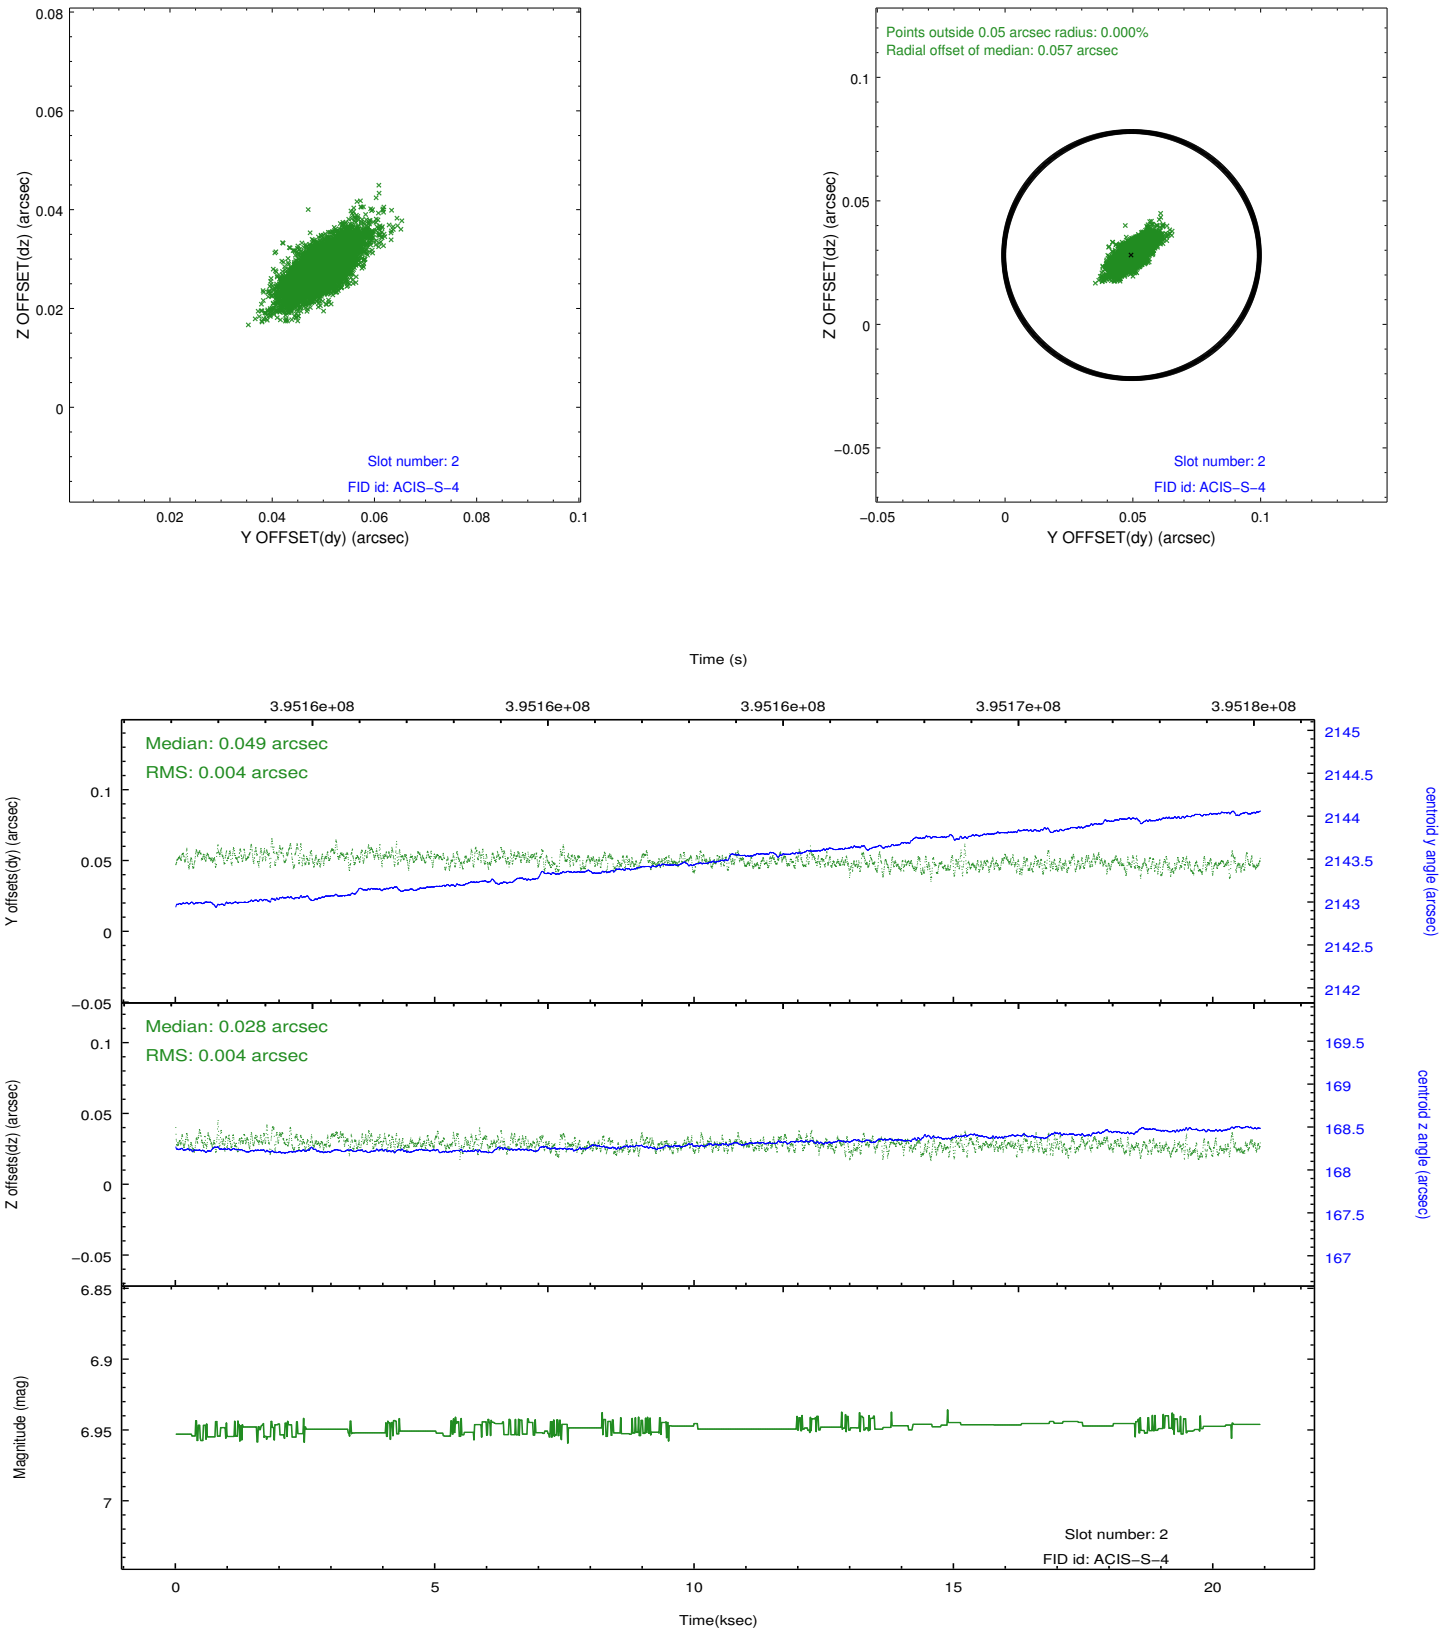 0.08
0.06
0.04
0.02
0
Z OFFSET(dz) (arcsec)
Slot number: 2
FID id: ACIS−S−4
0.02
0.04
0.06
0.08
0.1
Y OFFSET(dy) (arcsec)
Points outside 0.05 arcsec radius: 0.000%
Radial offset of median: 0.057 arcsec
0.1
0.05
0
−0.05
Z OFFSET(dz) (arcsec)
Slot number: 2
FID id: ACIS−S−4
−0.05
0
0.05
0.1
Y OFFSET(dy) (arcsec)
Time (s)
3.9516e+08
3.9516e+08
3.9516e+08
3.9517e+08
3.9518e+08
Median: 0.049 arcsec
RMS: 0.004 arcsec
0.1
0.05
0
−0.05
Y offsets(dy) (arcsec)
2145
2144.5
2144
2143.5
2143
2142.5
2142
centroid y angle (arcsec)
Median: 0.028 arcsec
RMS: 0.004 arcsec
0.1
0.05
0
−0.05
Z offsets(dz) (arcsec)
169.5
169
168.5
168
167.5
167
centroid z angle (arcsec)
6.85
6.9
6.95
7
Magnitude (mag)
Slot number: 2
FID id: ACIS−S−4
0
5
10
15
20
Time(ksec)